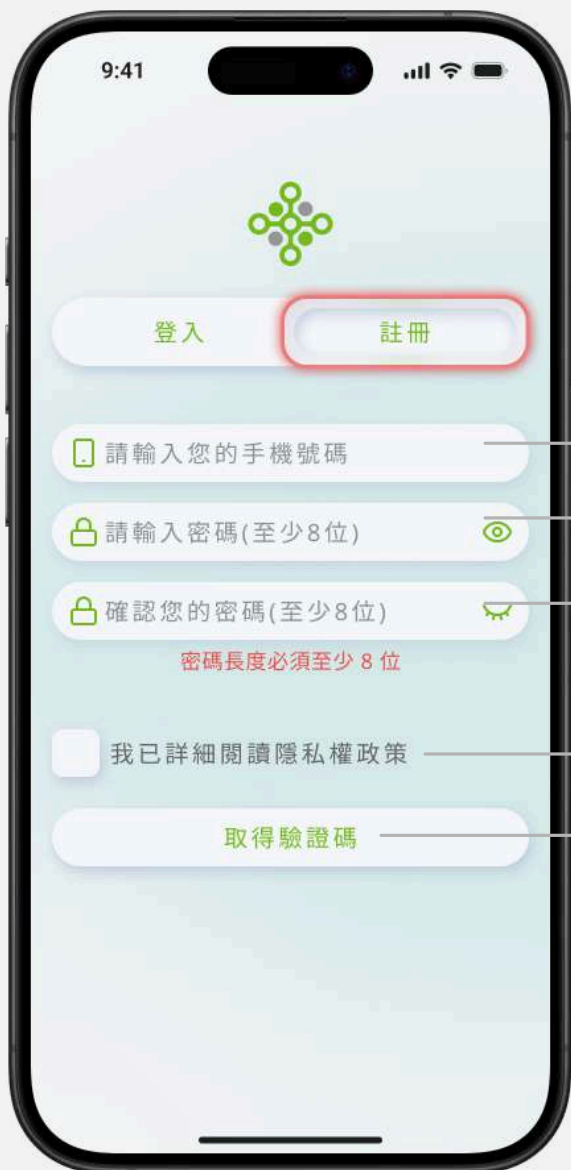 9:41
登入
註冊
請輸入您的手機號碼
請輸入密碼(至少8位)
確認您的密碼(至少8位)
密碼長度必須至少 8 位
我已詳細閱讀隱私權政策
取得驗證碼